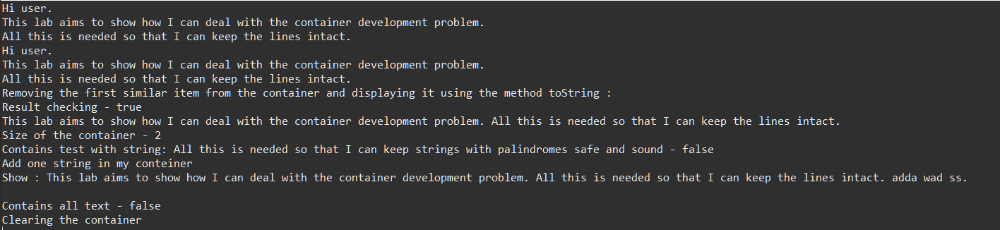 Hi user.
This lab aims to show how I can deal with the container development problem.
All this is needed so that I can keep the lines intact.
Hi user.
This lab aims to show how I can deal with the container development problem.
All this is needed so that I can keep the lines intact.
Removing the first similar item from the container and displaying it using the method toString :
Result checking - true
This lab aims to show how I can deal with the container development problem. All this is needed so that I can keep the lines intact.
Size of the container - 2
Contains test with string: All this is needed so that I can keep strings with palindromes safe and sound - false
Add one string in my conteiner
Show : This lab aims to show how I can deal with the container development problem. All this is needed so that I can keep the lines intact. adda wad ss.
Contains all text - false
Clearing the container